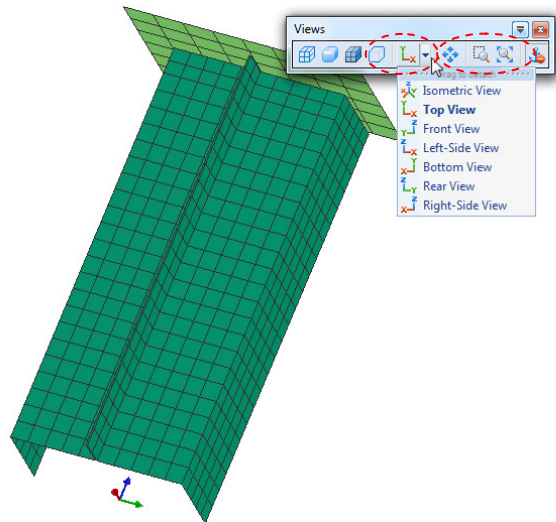 Views
Isometric View
Top View
Front View
Left-Side View
Bottom View
Rear View
Right-Side View